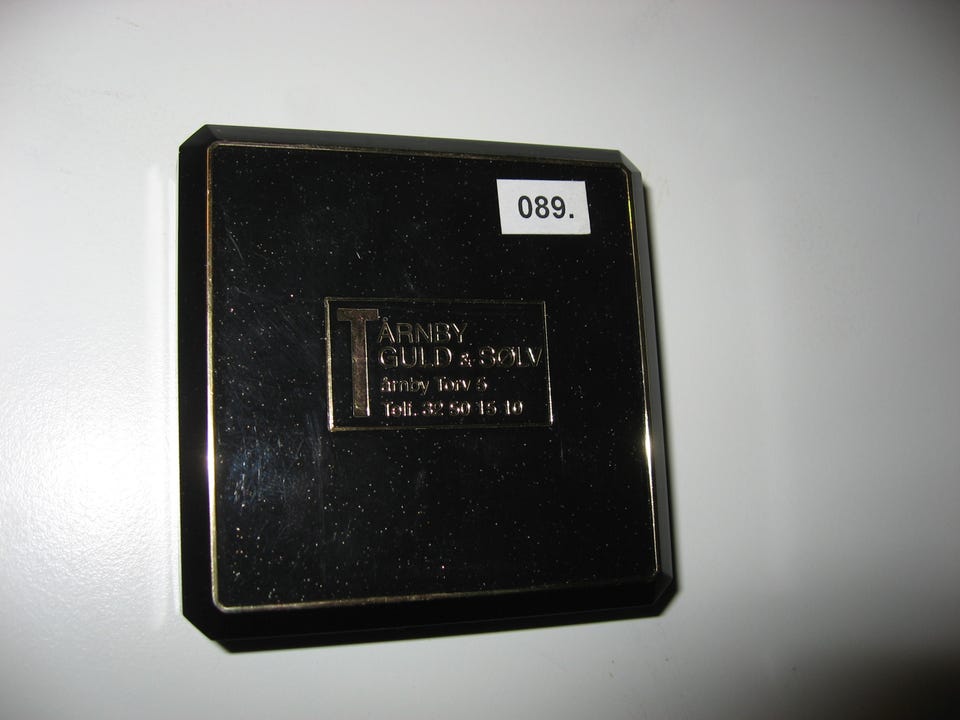 089.
TÅRNBY
GULD & SØLV
Tårnby Torv 5
Telf. 32 50 15 10